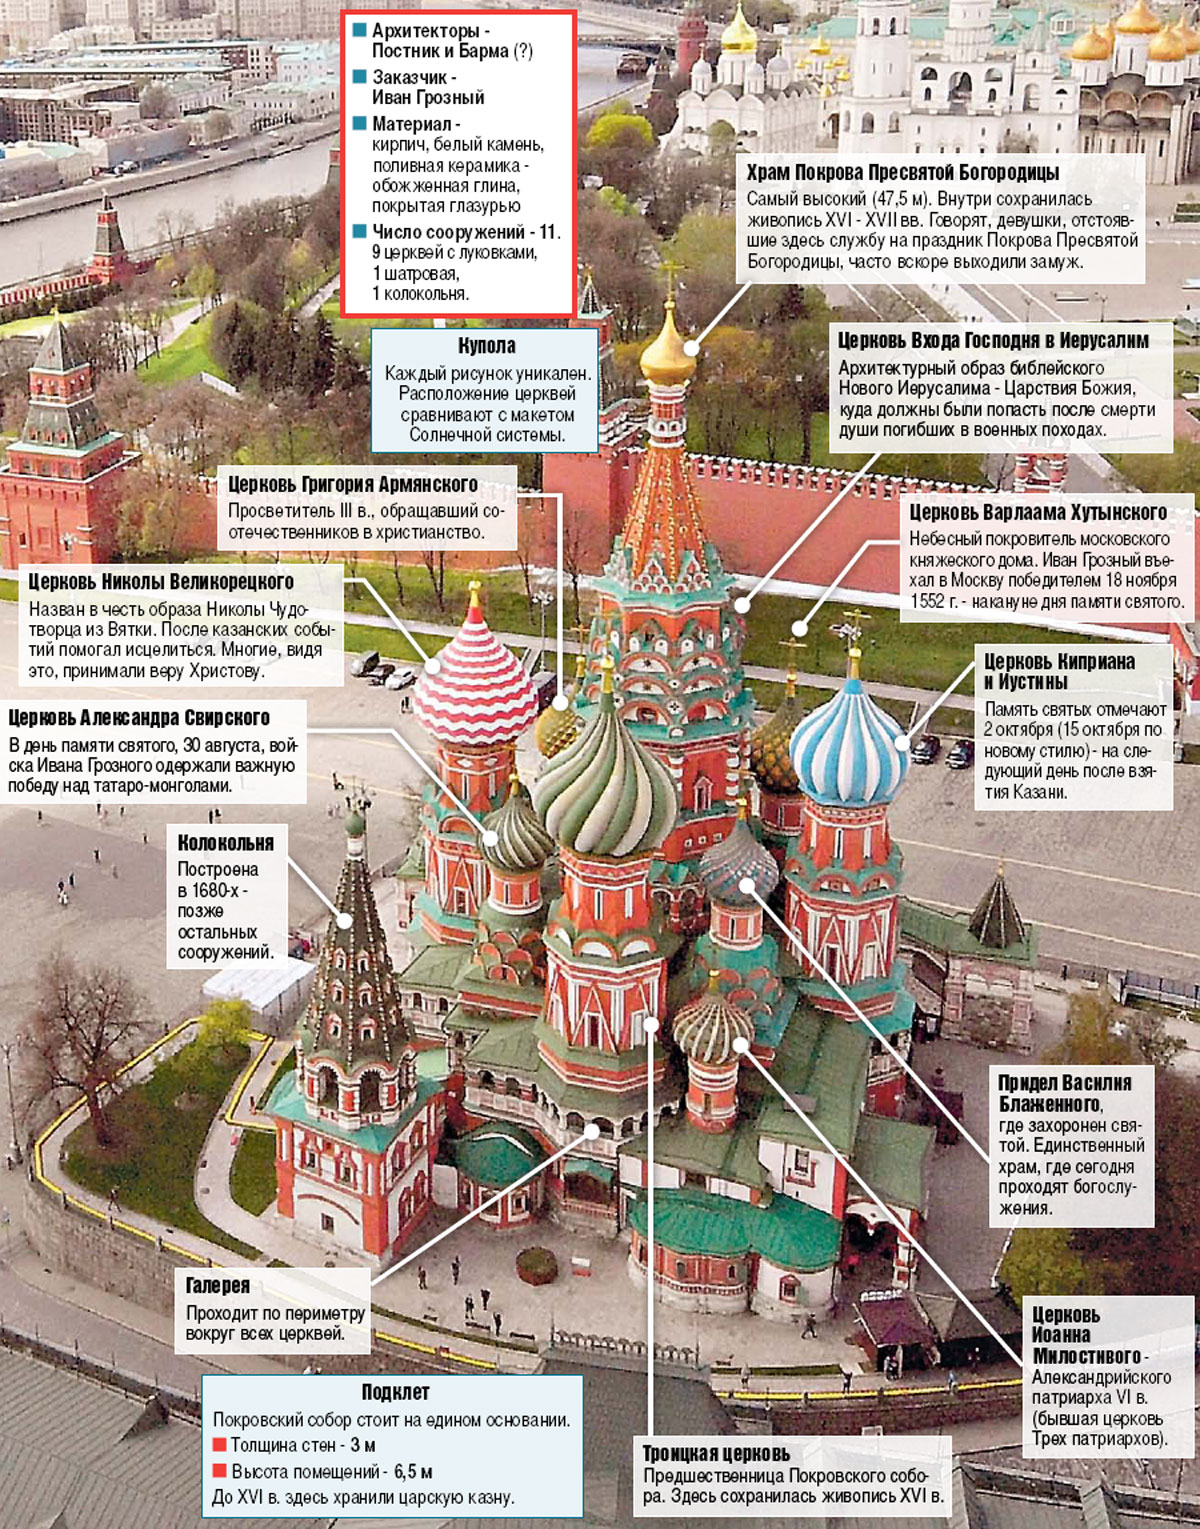 Архитекторы -
Постник и Барма (?)
Заказчик -
Иван Грозный
Материал -
кирпич, белый камень,
поливная керамика -
обожженная глина,
покрытая глазурью
Число сооружений - 11.
9 церквей с луковками,
1 шатровая,
1 колокольня.
Купола
Каждый рисунок уникален.
Расположение церквей
сравнивают с макетом
Солнечной системы.
Храм Покрова Пресвятой Богородицы
Самый высокий (47,5 м). Внутри сохранилась
живопись XVI - XVII вв. Говорят, девушки, отстояв-
шие здесь службу на праздник Покрова Пресвятой
Богородицы, часто вскоре выходили замуж.
Церковь Входа Господня в Иерусалим
Архитектурный образ библейского
Нового Иерусалима - Царствия Божия,
куда должны были попасть после смерти
души погибших в военных походах.
Церковь Григория Армянского
Просветитель III в., обращавший со-
отечественников в христианство.
Церковь Варлаама Хутынского
Небесный покровитель московского
княжеского дома. Иван Грозный въе-
хал в Москву победителем 18 ноября
1552 г. - накануне дня памяти святого.
Церковь Николы Великорецкого
Назван в честь образа Николы Чудо-
творца из Вятки. После казанских собы-
тий помогал исцелиться. Многие, видя
это, принимали веру Христову.
Церковь Киприана
и Иустины
Память святых отмечают
2 октября (15 октября по
новому стилю) - на сле-
дующий день после взя-
тия Казани.
Церковь Александра Свирского
В день памяти святого, 30 августа, вой-
ска Ивана Грозного одержали важную
победу над татаро-монголами.
Колокольня
Построена
в 1680-х -
позже
остальных
сооружений.
Придел Василия
Блаженного,
где захоронен свя-
той. Единственный
храм, где сегодня
проходят богослу-
жения.
Галерея
Проходит по периметру
вокруг всех церквей.
Церковь
Иоанна
Милостивого -
Александрийского
патриарха VI в.
(бывшая церковь
Трех патриархов).
Подклет
Покровский собор стоит на едином основании.
Толщина стен - 3 м
Высота помещений - 6,5 м
До XVI в. здесь хранили царскую казну.
Троицкая церковь
Предшественница Покровского собо-
ра. Здесь сохранилась живопись XVI в.